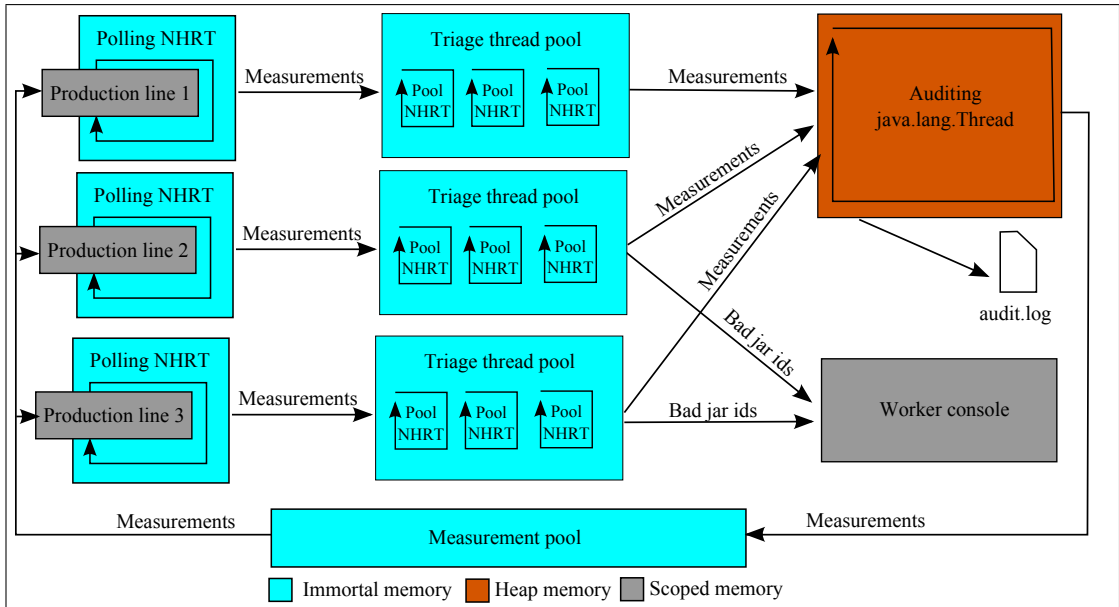 Polling NHRT
Production line 1
Measurements
Triage thread pool
Pool
NHRT
Pool
NHRT
Pool
NHRT
Measurements
Auditing
java.lang.Thread
Polling NHRT
Production line 2
Measurements
Triage thread pool
Pool
NHRT
Pool
NHRT
Pool
NHRT
Measurements
Measurements
Bad jar ids
audit.log
Polling NHRT
Production line 3
Measurements
Triage thread pool
Pool
NHRT
Pool
NHRT
Pool
NHRT
Bad jar ids
Worker console
Measurements
Measurement pool
Measurements
Immortal memory
Heap memory
Scoped memory